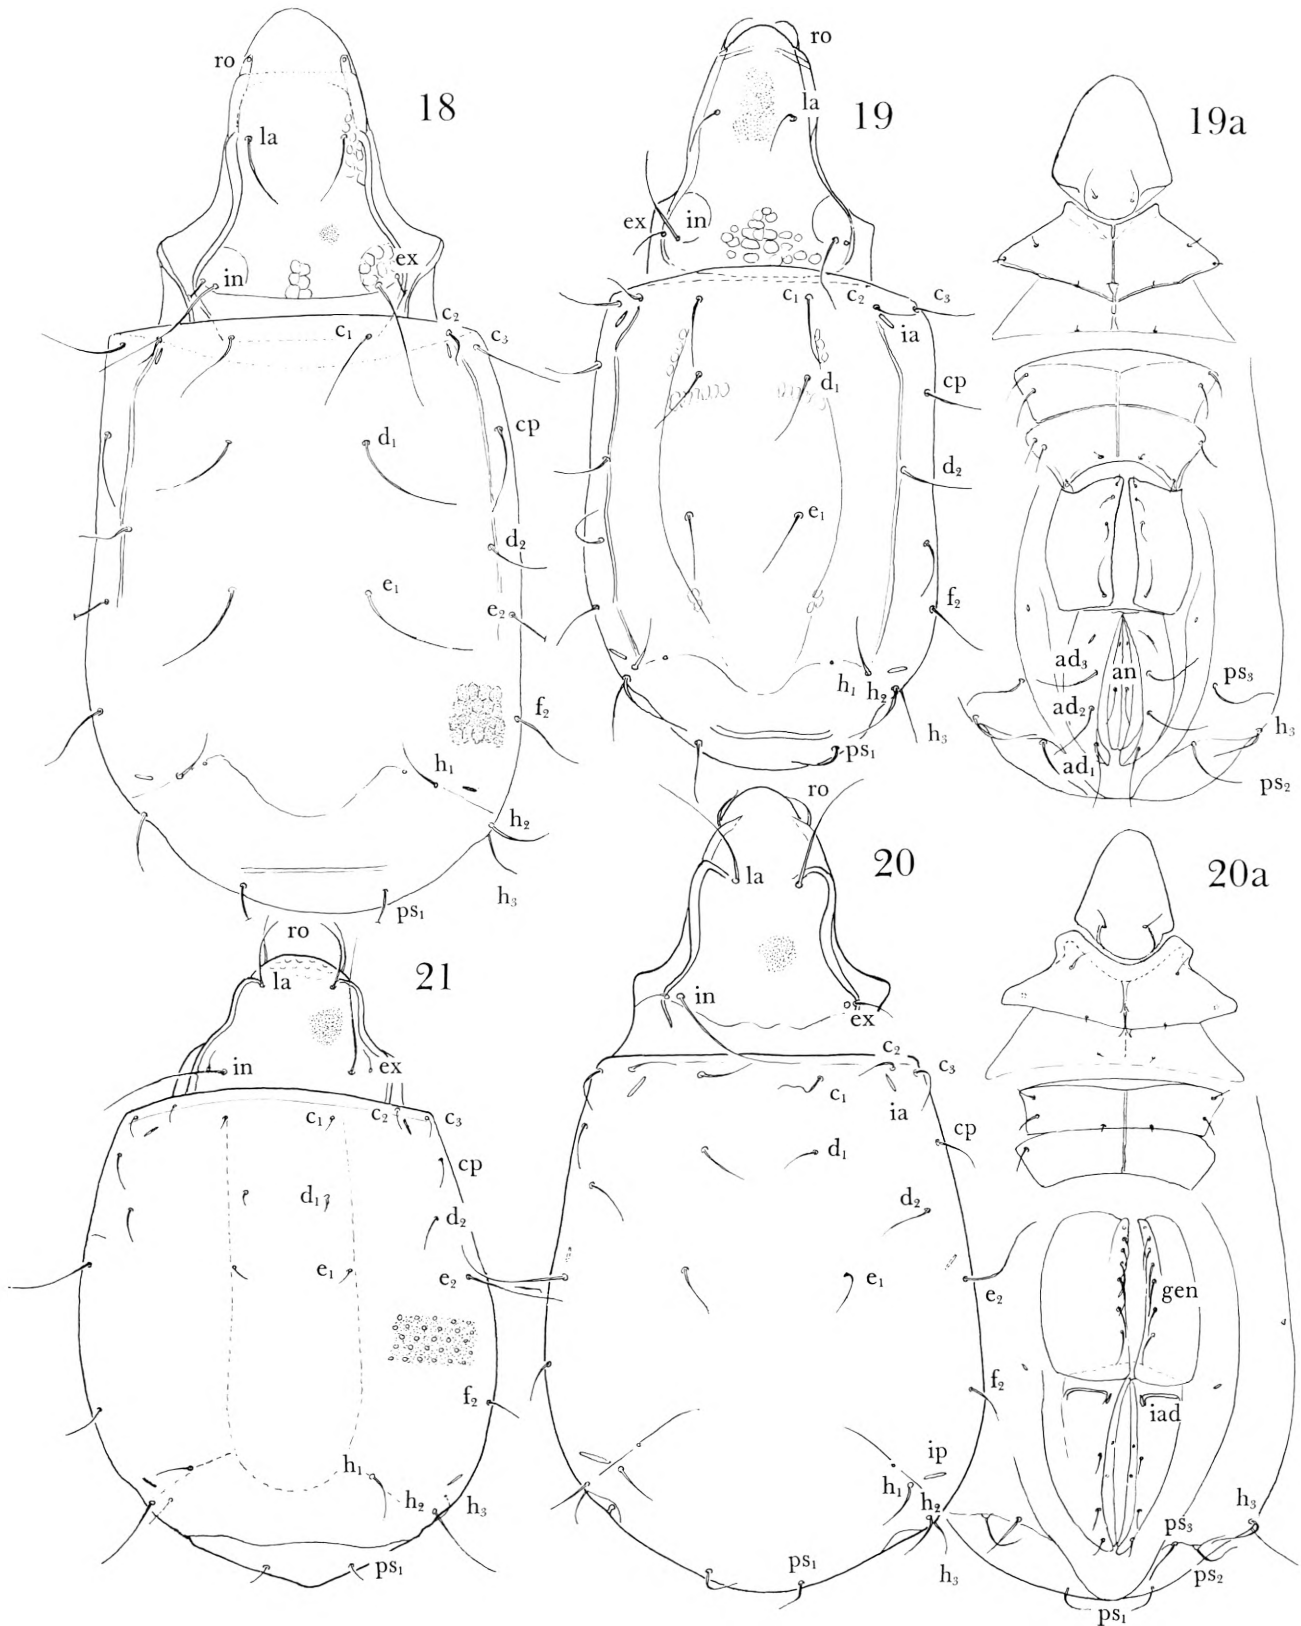 ro
18
la
in
ex
c₁
c₂
c₃
d₁
cp
d₂
e₁
e₂
f₂
h₁
h₂
h₃
ps₁
ro
la
19
ex
in
c₁
c₂
c₃
ia
d₁
cp
d₂
e₁
f₂
h₁
h₂
h₃
ps₁
19a
ad₃
an
ps₃
ad₂
h₃
ad₁
ps₂
ro
20
la
in
ex
c₂
c₃
c₁
ia
cp
d₁
d₂
e₁
e₂
f₂
ip
h₁
h₂
h₃
ps₁
20a
gen
iad
h₃
ps₃
ps₂
ps₁
ro
la
21
in
ex
c₁
c₂
c₃
cp
d₁
d₂
e₁
e₂
f₂
h₁
h₂
h₃
ps₁